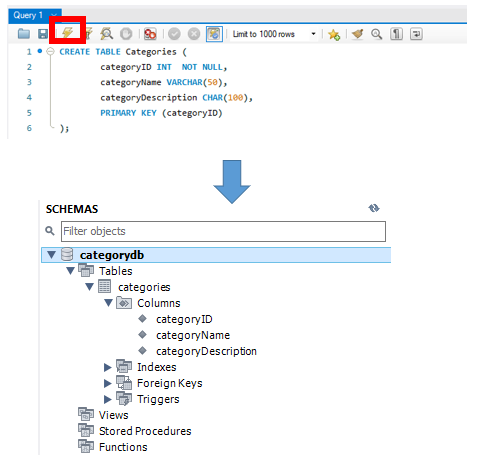 Query 1
Limit to 1000 rows
1 CREATE TABLE Categories (
2 categoryID INT  NOT NULL,
3 categoryName VARCHAR(50),
4 categoryDescription CHAR(100),
5 PRIMARY KEY (categoryID)
6 );
SCHEMAS
Filter objects
categorydb
Tables
categories
Columns
categoryID
categoryName
categoryDescription
Indexes
Foreign Keys
Triggers
Views
Stored Procedures
Functions